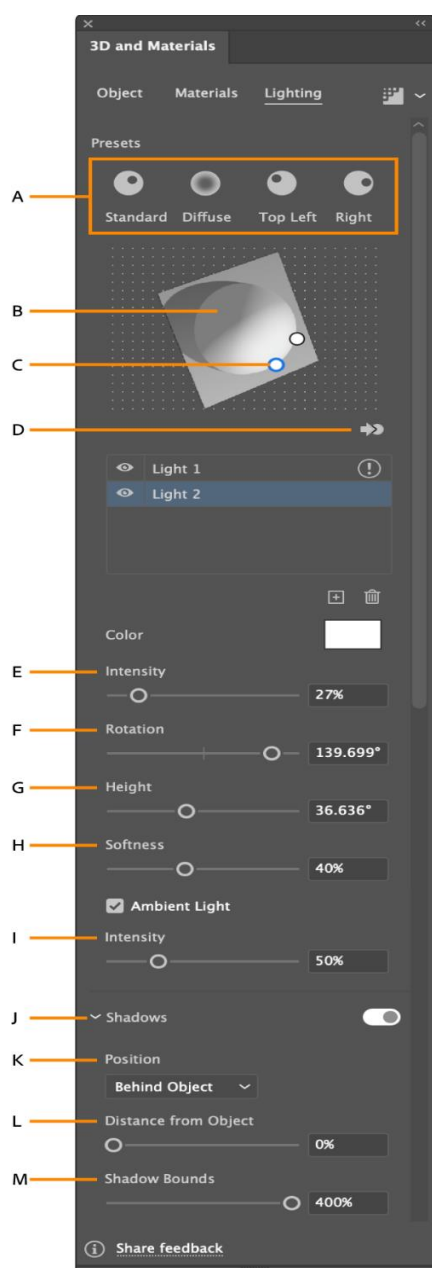 3D and Materials
Object Materials Lighting
Presets
A
Standard Diffuse Top Left Right
B
C
D
Light 1
Light 2
Color
E Intensity
27%
F Rotation
139.699°
G Height
36.636°
H Softness
40%
Ambient Light
I Intensity
50%
J Shadows
K Position
Behind Object
L Distance from Object
0%
M Shadow Bounds
400%
Share feedback